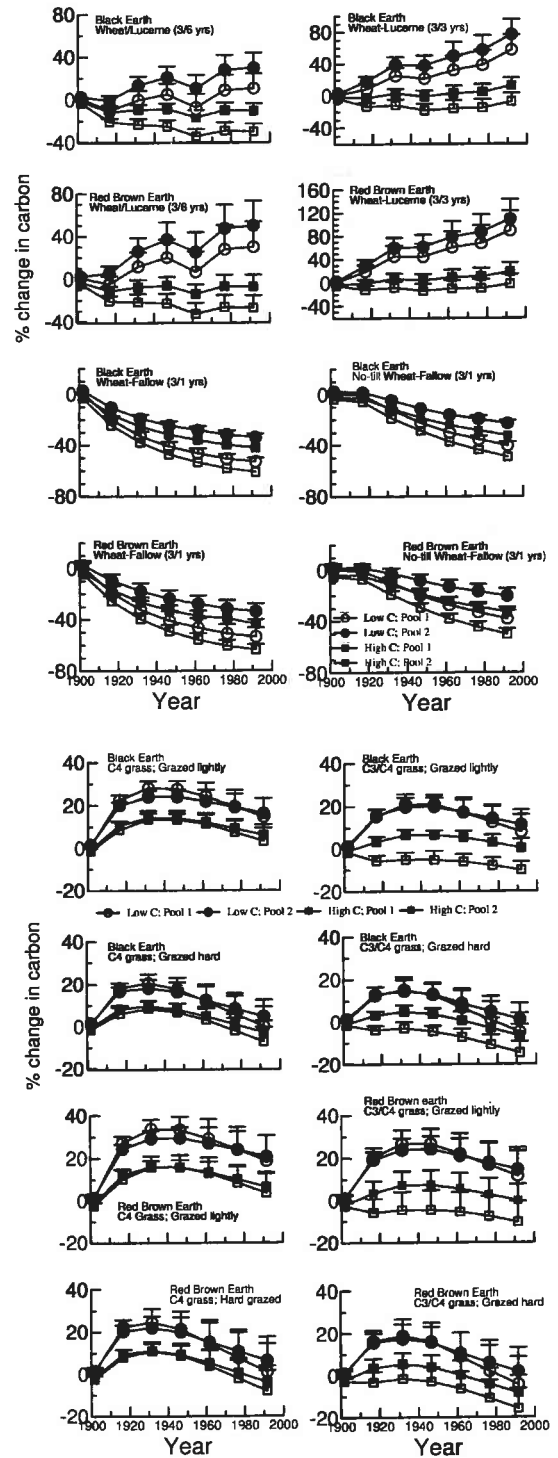 Black Earth
Wheat/Lucerne (3/6 yrs)
80
40
0
-40
Black Earth
Wheat-Lucerne (3/3 yrs)
80
40
0
-40
Red Brown Earth
Wheat/Lucerne (3/6 yrs)
80
40
0
-40
Red Brown Earth
Wheat-Lucerne (3/3 yrs)
160
120
80
40
0
-40
% change in carbon
Black Earth
Wheat-Fallow (3/1 yrs)
0
-40
-80
Black Earth
No-till Wheat-Fallow (3/1 yrs)
0
-40
-80
Red Brown Earth
Wheat-Fallow (3/1 yrs)
0
-40
-80
1900 1920 1940 1960 1980 2000
Year
Red Brown Earth
No-till Wheat-Fallow (3/1 yrs)
0
-40
-80
Low C; Pool 1
Low C; Pool 2
High C; Pool 1
High C; Pool 2
1900 1920 1940 1960 1980 2000
Year
Black Earth
C4 grass; Grazed lightly
40
20
0
-20
Black Earth
C3/C4 grass; Grazed lightly
40
20
0
-20
Low C; Pool 1 Low C; Pool 2 High C; Pool 1 High C; Pool 2
Black Earth
C4 grass; Grazed hard
40
20
0
-20
Black Earth
C3/C4 grass; Grazed hard
40
20
0
-20
% change in carbon
40
20
0
-20
Red Brown Earth
C4 Grass; Grazed lightly
Red Brown earth
C3/C4 grass; Grazed lightly
40
20
0
-20
Red Brown Earth
C4 grass; Hard grazed
40
20
0
-20
1900 1920 1940 1960 1980 2000
Year
Red Brown Earth
C3/C4 grass; Grazed hard
40
20
0
-20
1900 1920 1940 1960 1980 2000
Year